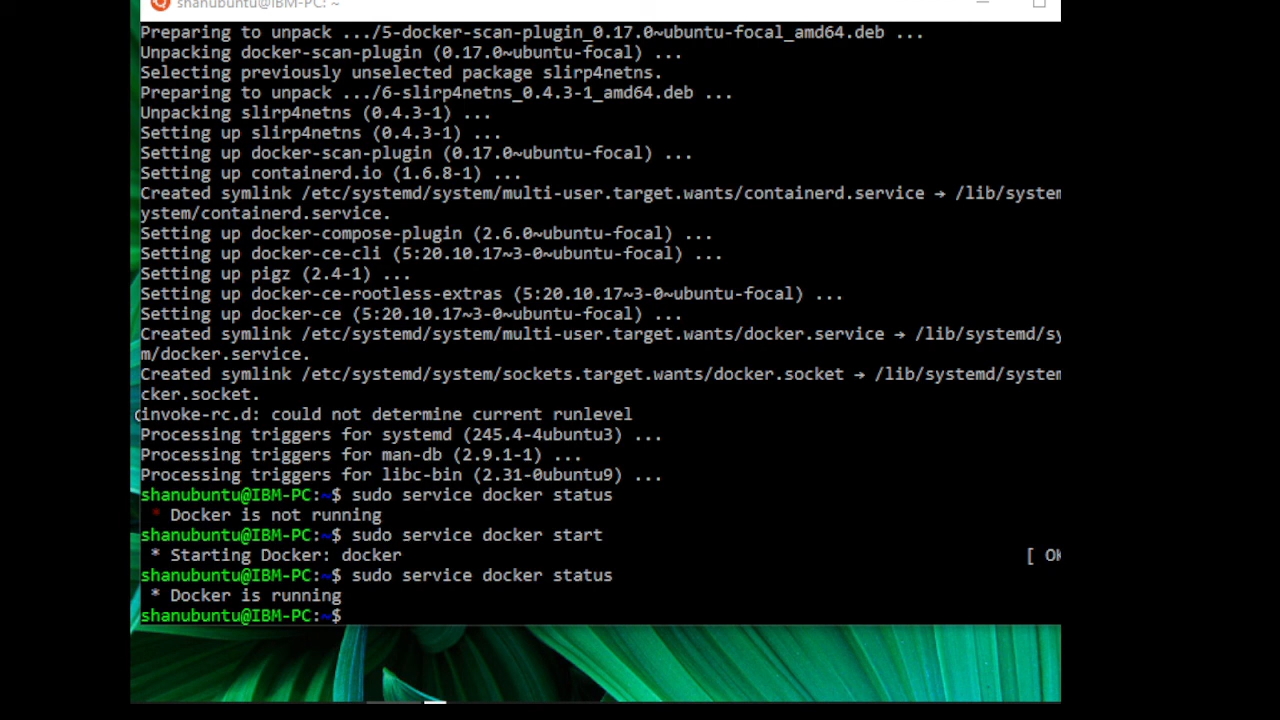 shanubuntu@IBM-PC: ~
Preparing to unpack .../5-docker-scan-plugin_0.17.0~ubuntu-focal_amd64.deb ...
Unpacking docker-scan-plugin (0.17.0~ubuntu-focal) ...
Selecting previously unselected package slirp4netns.
Preparing to unpack .../6-slirp4netns_0.4.3-1_amd64.deb ...
Unpacking slirp4netns (0.4.3-1) ...
Setting up slirp4netns (0.4.3-1) ...
Setting up docker-scan-plugin (0.17.0~ubuntu-focal) ...
Setting up containerd.io (1.6.8-1) ...
Created symlink /etc/systemd/system/multi-user.target.wants/containerd.service → /lib/system
ystem/containerd.service.
Setting up docker-compose-plugin (2.6.0~ubuntu-focal) ...
Setting up docker-ce-cli (5:20.10.17~3-0~ubuntu-focal) ...
Setting up pigz (2.4-1) ...
Setting up docker-ce-rootless-extras (5:20.10.17~3-0~ubuntu-focal) ...
Setting up docker-ce (5:20.10.17~3-0~ubuntu-focal) ...
Created symlink /etc/systemd/system/multi-user.target.wants/docker.service → /lib/systemd/sy
m/docker.service.
Created symlink /etc/systemd/system/sockets.target.wants/docker.socket → /lib/systemd/system
cker.socket.
invoke-rc.d: could not determine current runlevel
Processing triggers for systemd (245.4-4ubuntu3) ...
Processing triggers for man-db (2.9.1-1) ...
Processing triggers for libc-bin (2.31-0ubuntu9) ...
shanubuntu@IBM-PC:~$ sudo service docker status
* Docker is not running
shanubuntu@IBM-PC:~$ sudo service docker start
* Starting Docker: docker [ OK
shanubuntu@IBM-PC:~$ sudo service docker status
* Docker is running
shanubuntu@IBM-PC:~$